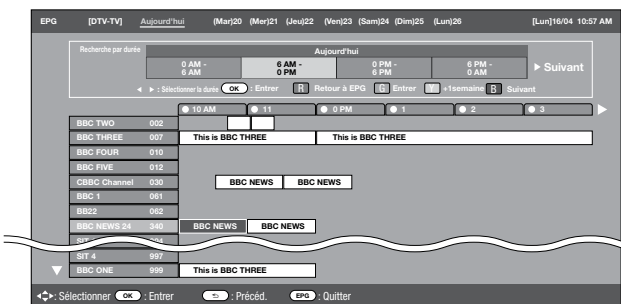 EPG [DTV-TV] Aujourd'hui (Mar)20 (Mer)21 (Jeu)22 (Ven)23 (Sam)24 (Dim)25 (Lun)26 [Lun]16/04 10:57 AM
Recherche par durée Aujourd'hui
0 AM - 6 AM - 0 PM - 6 PM -
6 AM 0 PM 6 PM 0 AM Suivant
: Sélectionner la durée OK : Entrer R Retour à EPG G Entrer Y +1semaine B Suivant
10 AM 11 0 PM 1 2 3
BBC TWO 002
BBC THREE 007 This is BBC THREE This is BBC THREE
BBC FOUR 010
BBC FIVE 012
CBBC Channel 030 BBC NEWS BBC NEWS
BBC 1 061
BB22 062
BBC NEWS 24 340 BBC NEWS BBC NEWS
SIT 4 997
BBC ONE 999 This is BBC THREE
: Sélectionner OK : Entrer : Précéd. EPG : Quitter